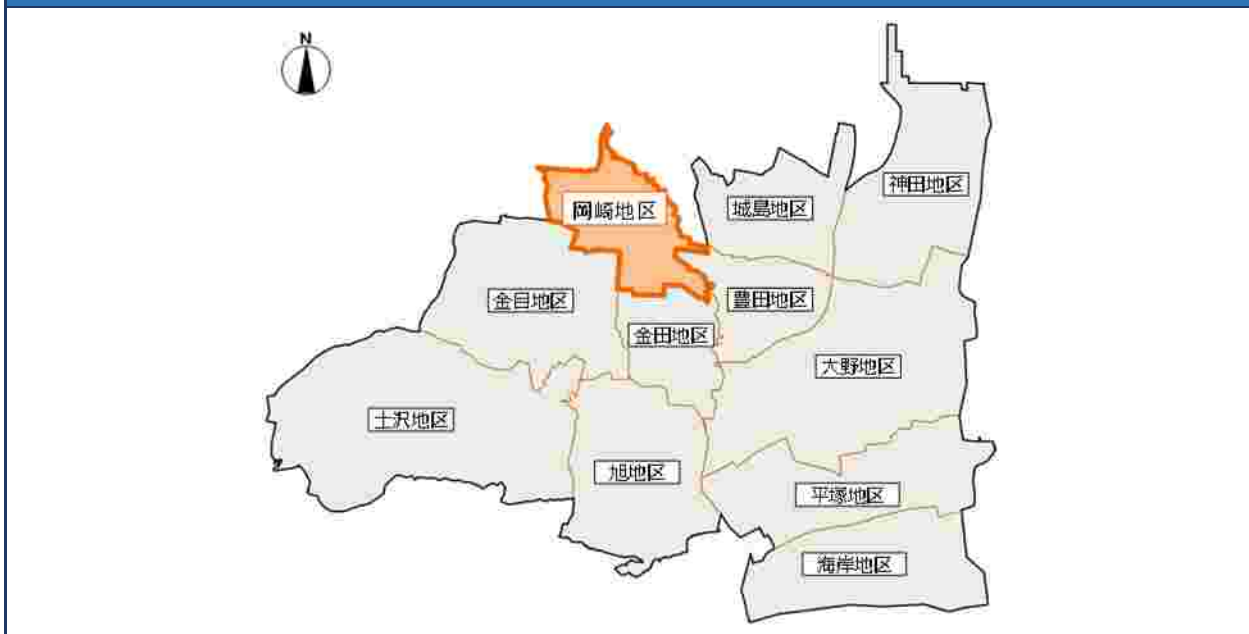 N
神田地区
岡崎地区
城島地区
金目地区
豊田地区
金田地区
大野地区
土沢地区
旭地区
平塚地区
海岸地区